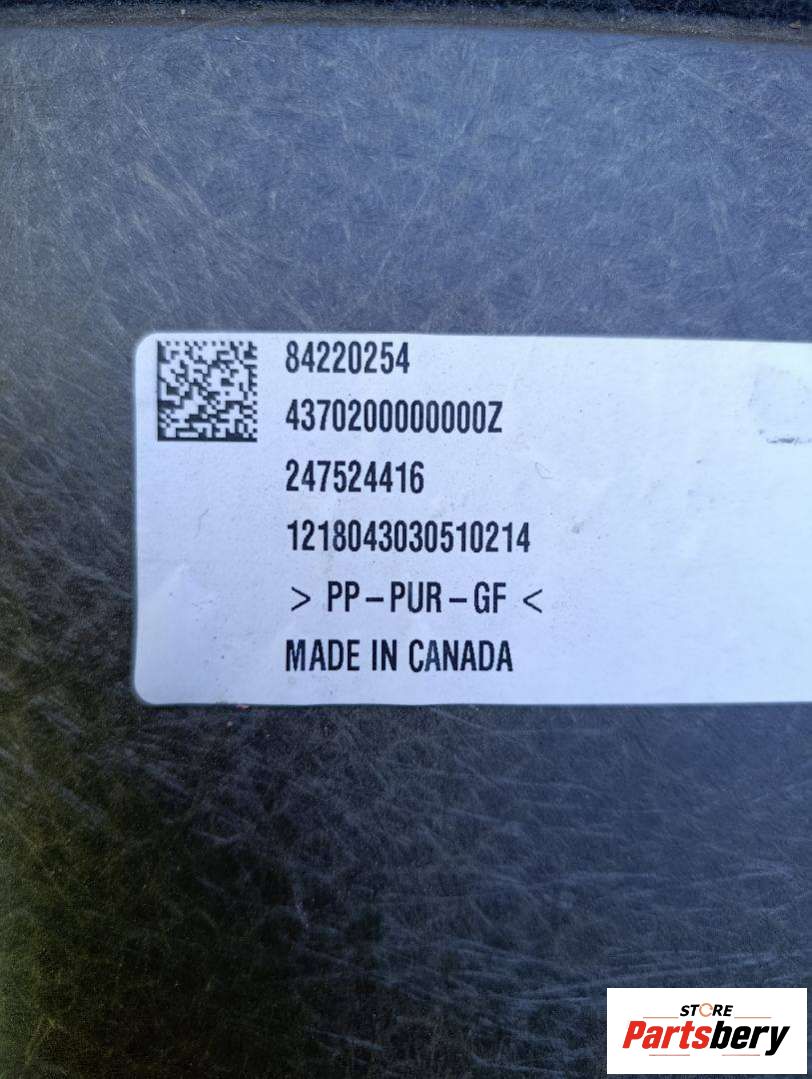 84220254
4370200000000Z
247524416
1218043030510214
> PP-PUR-GF <
MADE IN CANADA
STORE
Partsbery